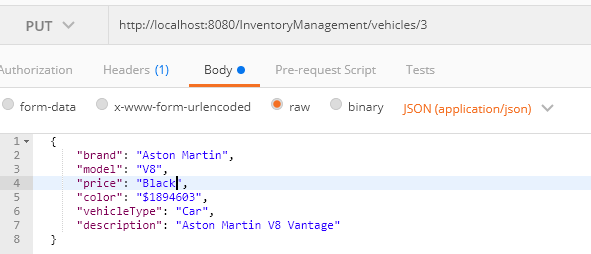 PUT http://localhost:8080/InventoryManagement/vehicles/3
Authorization Headers (1) Body Pre-request Script Tests
form-data x-www-form-urlencoded raw binary JSON (application/json)
1 {
2 "brand": "Aston Martin",
3 "model": "V8",
4 "price": "Black",
5 "color": "$1894603",
6 "vehicleType": "Car",
7 "description": "Aston Martin V8 Vantage"
8 }